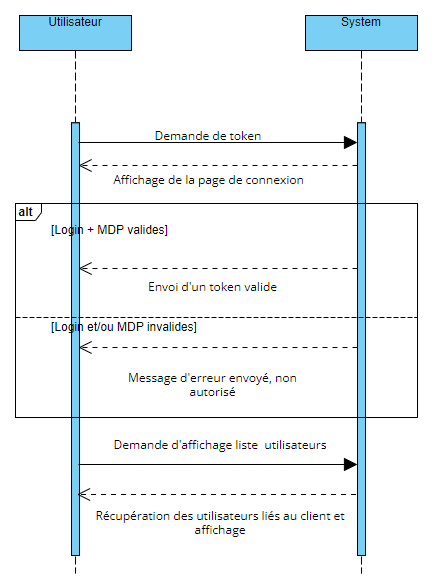 Utilisateur
System
Demande de token
Affichage de la page de connexion
alt
[Login + MDP valides]
Envoi d'un token valide
[Login et/ou MDP invalides]
Message d'erreur envoyé, non
autorisé
Demande d'affichage liste utilisateurs
Récupération des utilisateurs liés au client et
affichage